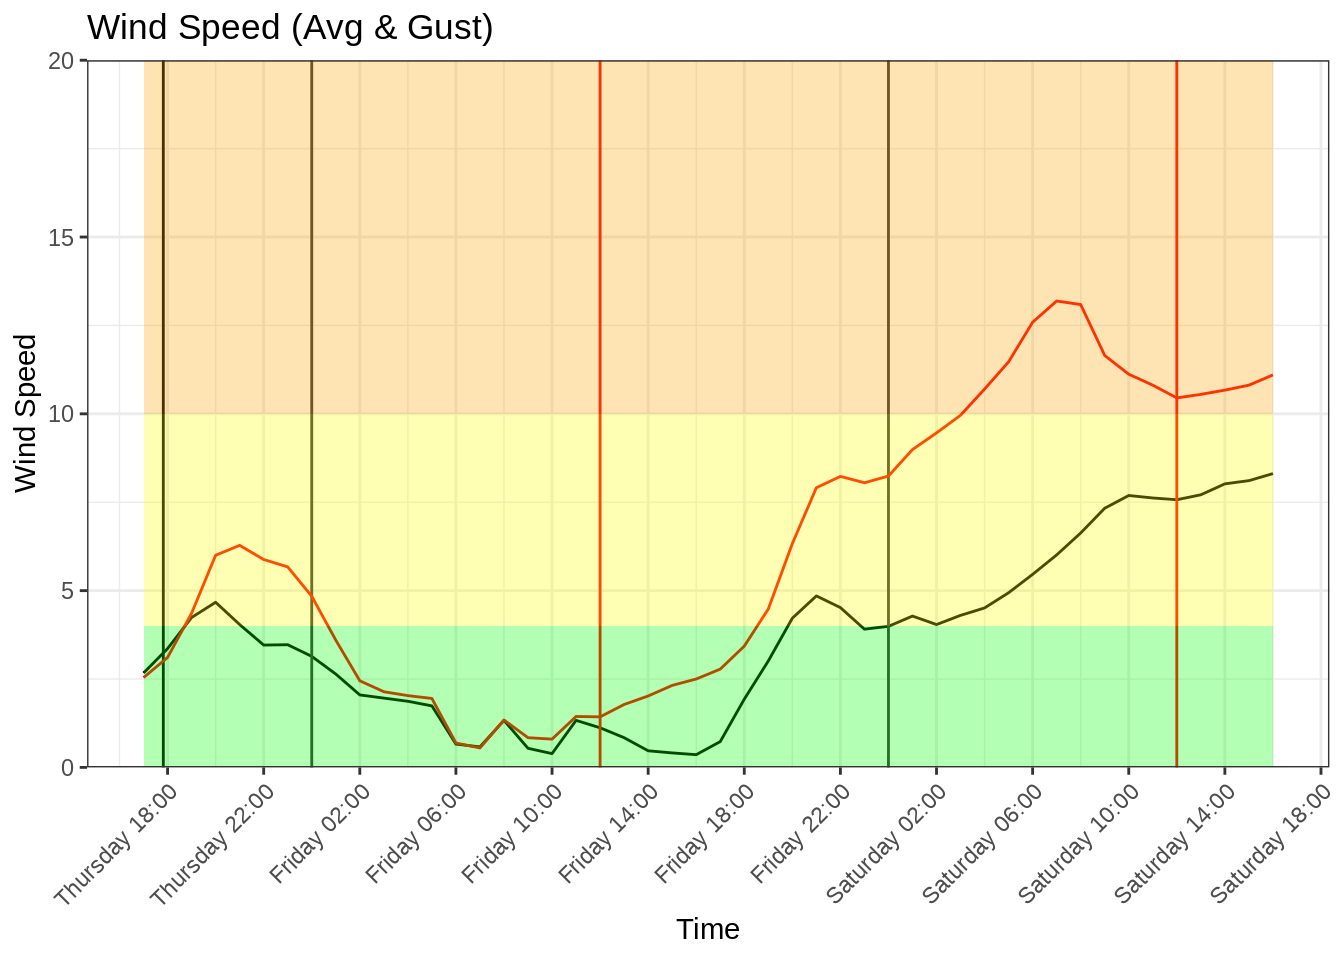 Wind Speed (Avg & Gust)
20
15
10
5
0
Wind Speed
Thursday 18:00
Thursday 22:00
Friday 02:00
Friday 06:00
Friday 10:00
Friday 14:00
Friday 18:00
Friday 22:00
Saturday 02:00
Saturday 06:00
Saturday 10:00
Saturday 14:00
Saturday 18:00
Time